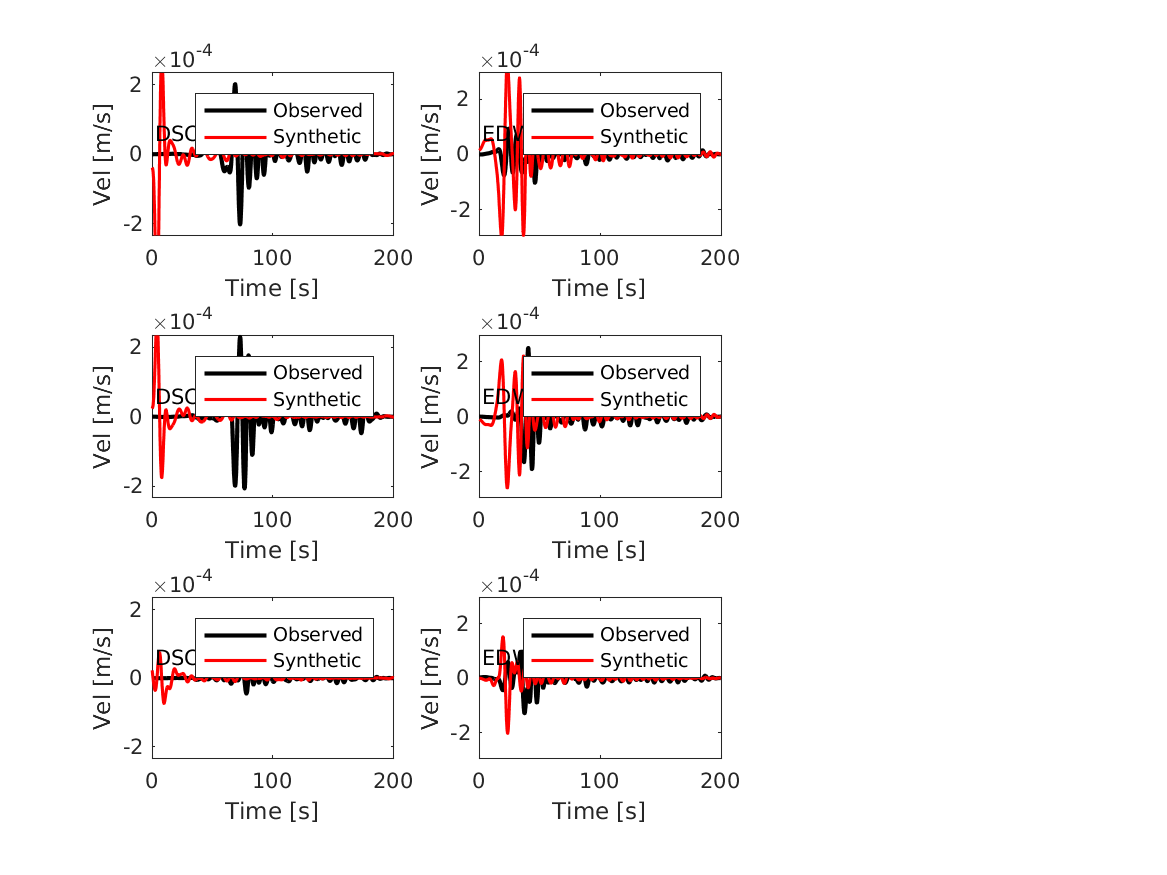 ×10-4 ×10-4
2 2
Observed Observed
DSC Synthetic EDW Synthetic
Vel [m/s] 0 Vel [m/s] 0
-2 -2
0 100 200 0 100 200
Time [s] Time [s]
×10-4 ×10-4
2 2
Observed Observed
DSC Synthetic Synthetic
Vel [m/s] 0 Vel [m/s] 0
-2 -2
0 100 200 0 100 200
Time [s] Time [s]
×10-4 ×10-4
2 2
Observed Observed
DSC Synthetic Synthetic
Vel [m/s] 0 Vel [m/s] 0
-2 -2
0 100 200 0 100 200
Time [s] Time [s]